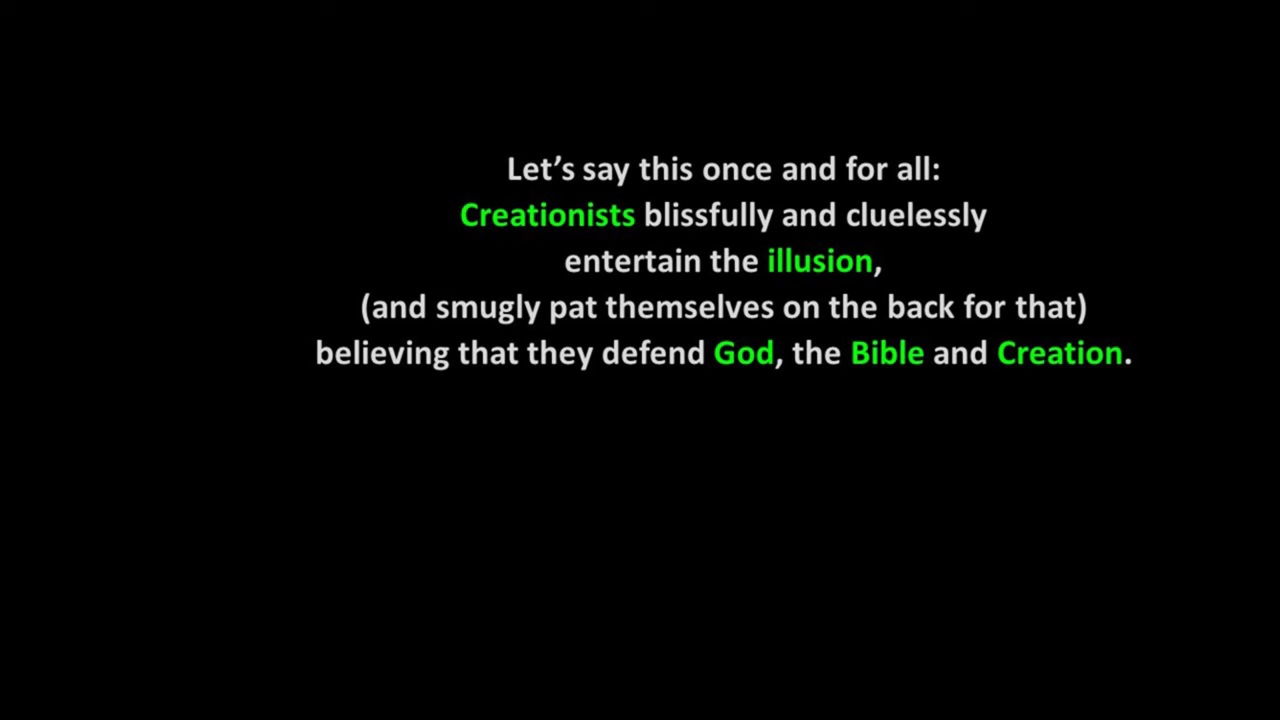 Let’s say this once and for all:
Creationists blissfully and cluelessly
entertain the illusion,
(and smugly pat themselves on the back for that)
believing that they defend God, the Bible and Creation.